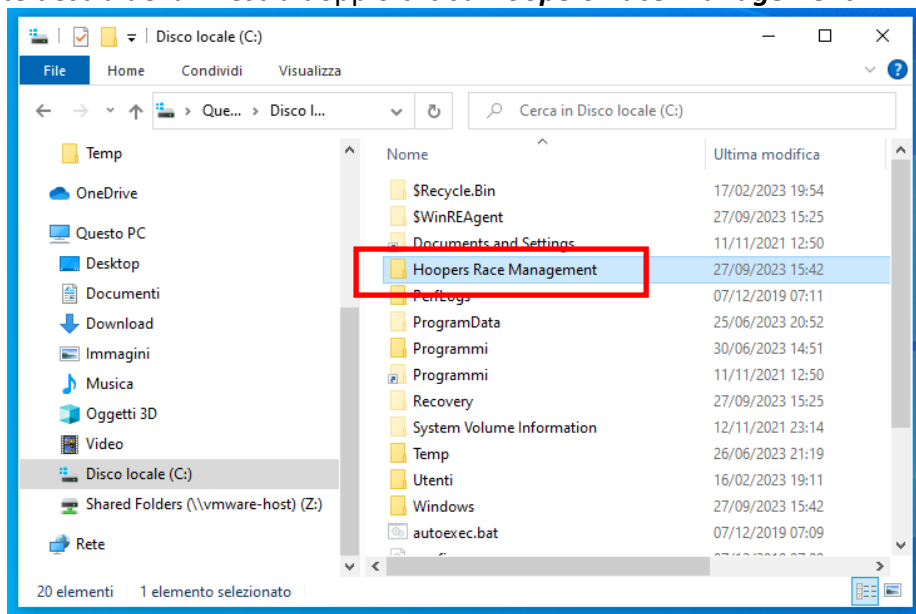 Disco locale (C:)
File Home Condividi Visualizza
Que... > Disco l... Cerca in Disco locale (C:)
Nome Ultima modifica
Temp
OneDrive
Questo PC
Desktop
Documenti
Download
Immagini
Musica
Oggetti 3D
Video
Disco locale (C:)
Shared Folders (\\vmware-host) (Z:)
Rete
$Recycle.Bin 17/02/2023 19:54
$WinREAgent 27/09/2023 15:25
Documents and Settings 11/11/2021 12:50
Hoopers Race Management 27/09/2023 15:42
PerfLogs 07/12/2019 07:11
ProgramData 25/06/2023 20:52
Programmi 30/06/2023 14:51
Programmi 11/11/2021 12:50
Recovery 27/09/2023 15:25
System Volume Information 12/11/2021 23:14
Temp 26/06/2023 21:19
Utenti 16/02/2023 19:11
Windows 27/09/2023 15:42
autoexec.bat 07/12/2019 07:09
20 elementi 1 elemento selezionato